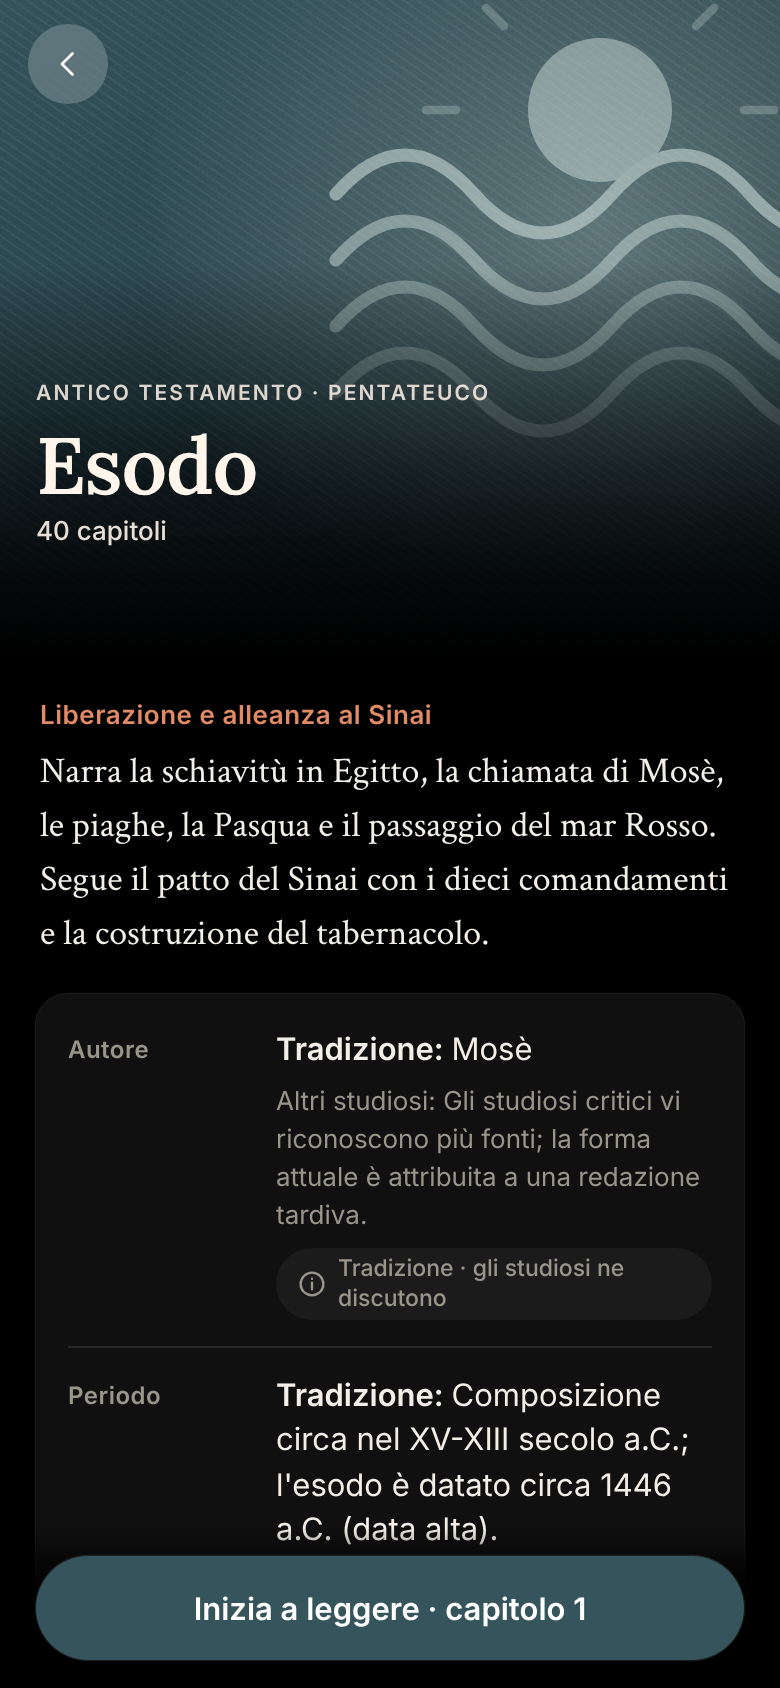 ANTICO TESTAMENTO · PENTATEUCO
Esodo
40 capitoli
Liberazione e alleanza al Sinai
Narra la schiavitù in Egitto, la chiamata di Mosè,
le piaghe, la Pasqua e il passaggio del mar Rosso.
Segue il patto del Sinai con i dieci comandamenti
e la costruzione del tabernacolo.
Autore
Tradizione: Mosè
Altri studiosi: Gli studiosi critici vi
riconoscono più fonti; la forma
attuale è attribuita a una redazione
tardiva.
Tradizione · gli studiosi ne
discutono
Periodo
Tradizione: Composizione
circa nel XV-XIII secolo a.C.;
l'esodo è datato circa 1446
a.C. (data alta).
Inizia a leggere · capitolo 1